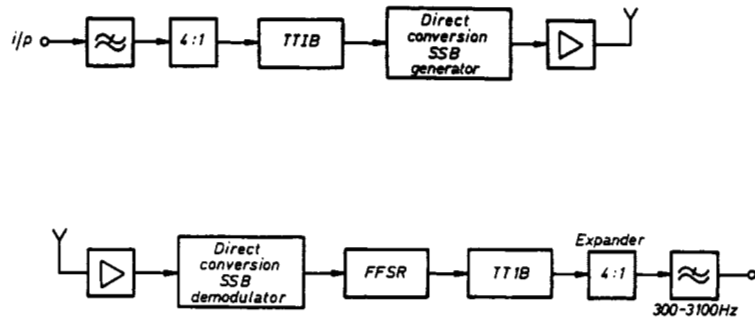 i/p
4:1
TTIB
Direct
conversion
SSB
generator
Direct
conversion
SSB
demodulator
FFSR
TTIB
Expander
4:1
300-3100Hz